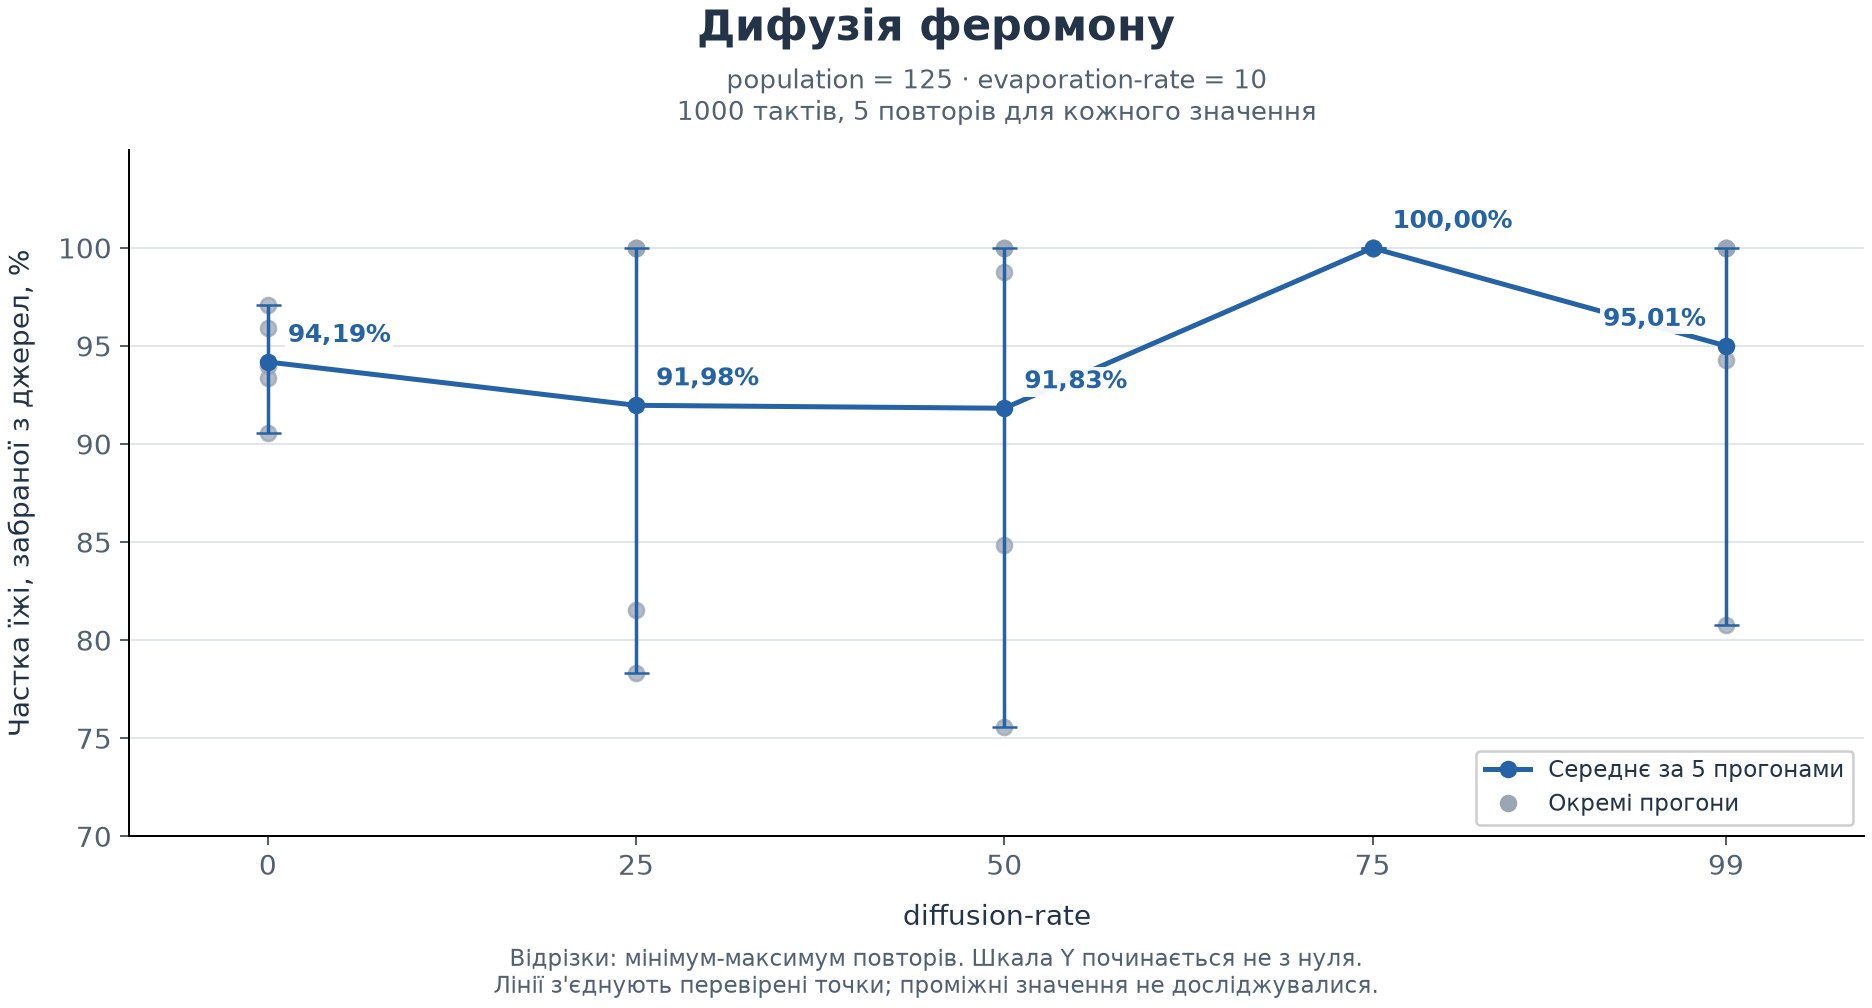 Дифузія феромону
population = 125 · evaporation-rate = 10
1000 тактів, 5 повторів для кожного значення
Частка їжі, забраної з джерел, %
100
95
90
85
80
75
70
94,19%
91,98%
91,83%
100,00%
95,01%
Середнє за 5 прогонами
Окремі прогони
0
25
50
75
99
diffusion-rate
Відрізки: мінімум-максимум повторів. Шкала Y починається не з нуля.
Лінії з'єднують перевірені точки; проміжні значення не досліджувалися.